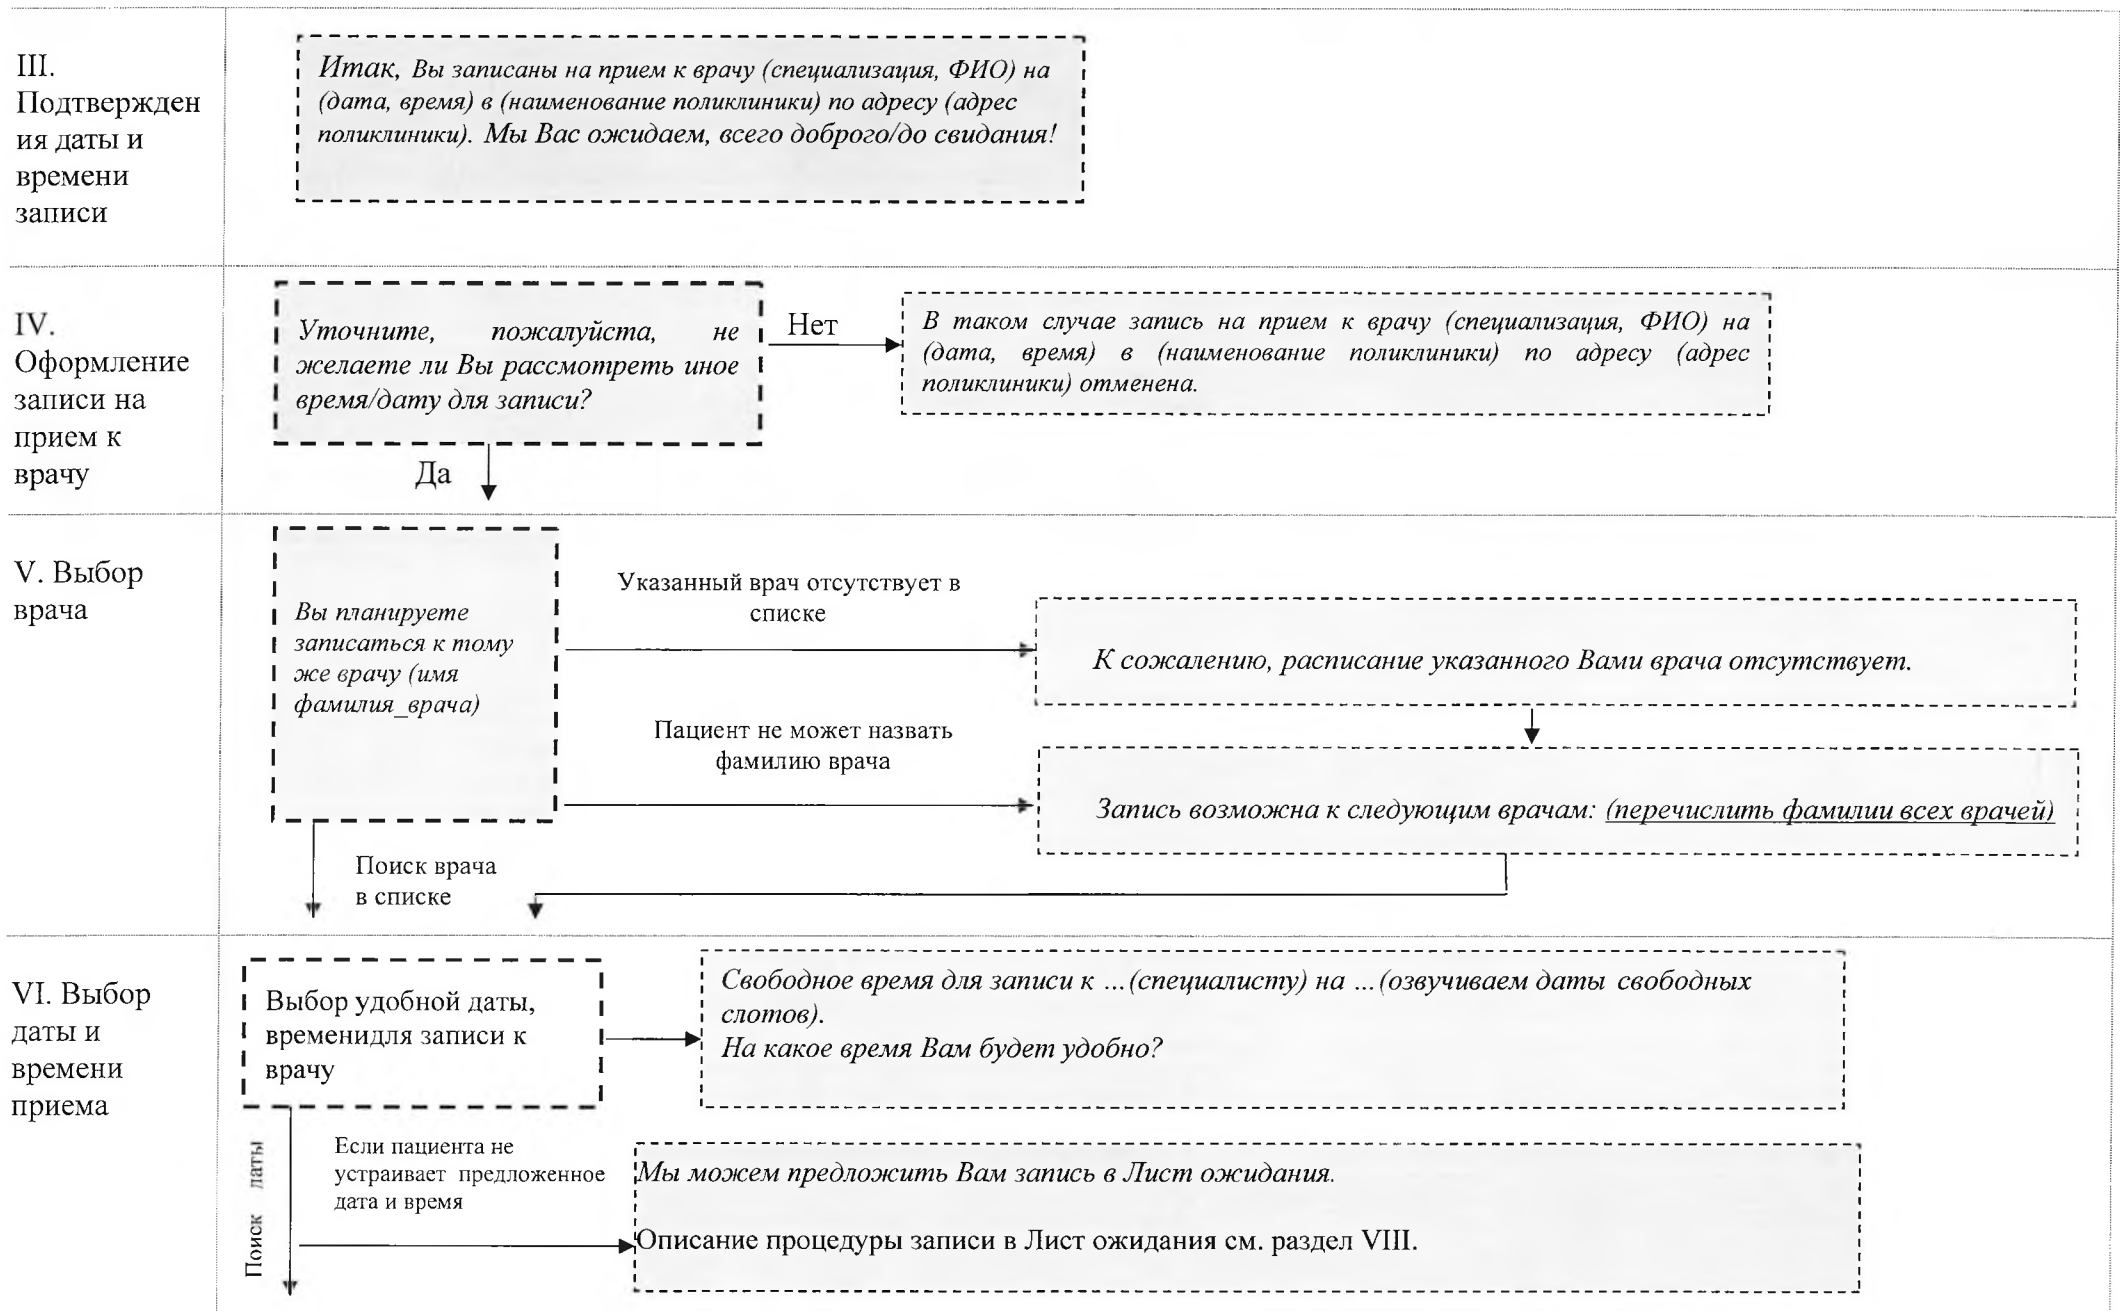 III.
Подтвержден
ия даты и
времени
записи
Итак, Вы записаны на прием к врачу (специализация, ФИО) на
(дата, время) в (наименование поликлиники) по адресу (адрес
поликлиники). Мы Вас ожидаем, всего доброго/до свидания!
IV.
Оформление
записи на
прием к
врачу
Уточните, пожалуйста, не
желаете ли Вы рассмотреть иное
время/дату для записи?
Нет
В таком случае запись на прием к врачу (специализация, ФИО) на
(дата, время) в (наименование поликлиники) по адресу (адрес
поликлиники) отменена.
Да
V. Выбор
врача
Вы планируете
записаться к тому
же врачу (имя
фамилия_врача)
Указанный врач отсутствует в
списке
К сожалению, расписание указанного Вами врача отсутствует.
Пациент не может назвать
фамилию врача
Запись возможна к следующим врачам: (перечислить фамилии всех врачей)
Поиск врача
в списке
VI. Выбор
даты и
времени
приема
Выбор удобной даты,
временидля записи к
врачу
Свободное время для записи к ...(специалисту) на ...(озвучиваем даты свободных
слотов).
На какое время Вам будет удобно?
Поиск даты
Если пациента не
устраивает предложенное
дата и время
Мы можем предложить Вам запись в Лист ожидания.
Описание процедуры записи в Лист ожидания см. раздел VIII.